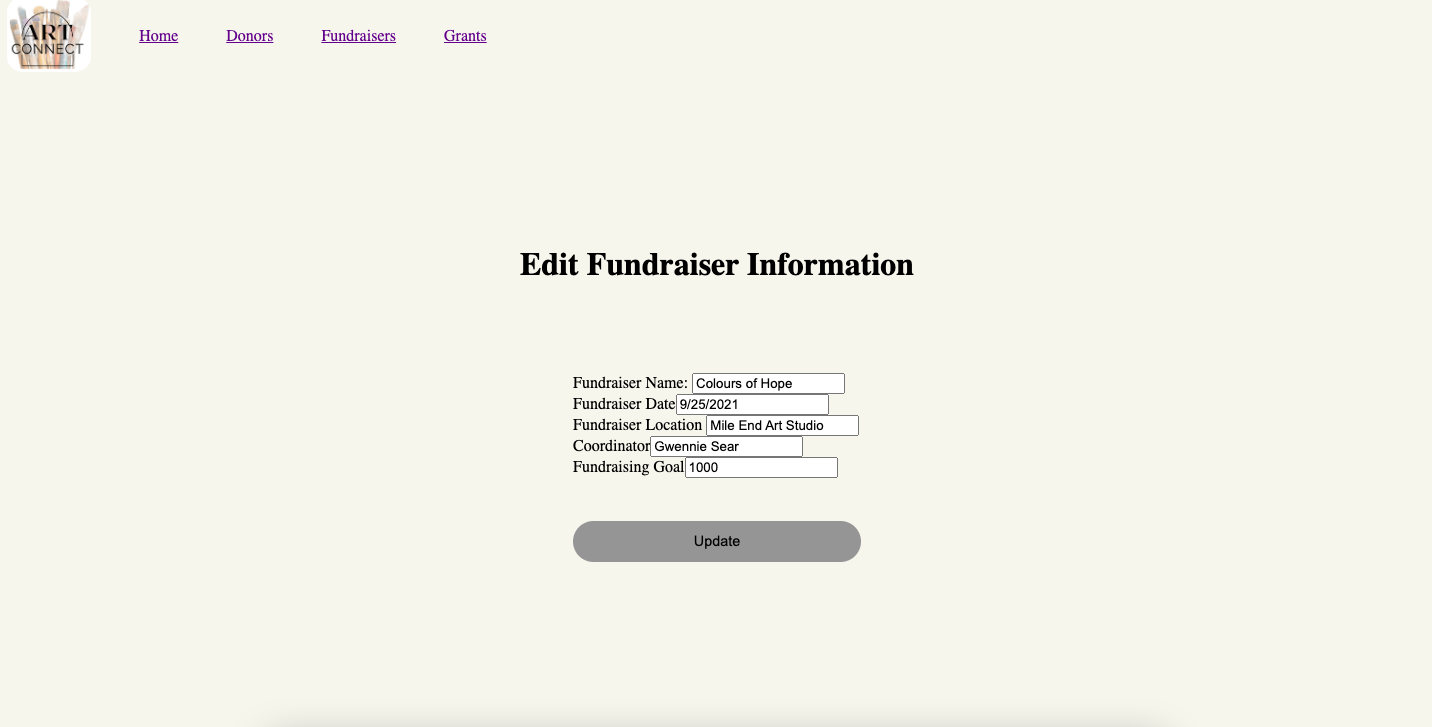 ART
CONNECT
Home Donors Fundraisers Grants
Edit Fundraiser Information
Fundraiser Name: Colours of Hope
Fundraiser Date 9/25/2021
Fundraiser Location Mile End Art Studio
Coordinator Gwennie Sear
Fundraising Goal 1000
Update